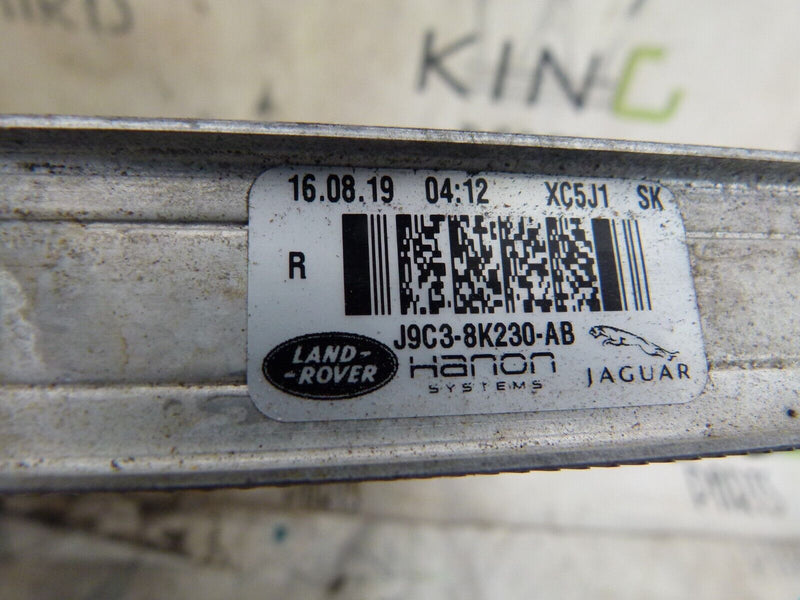 KING
16.08.19 04:12 XC5J1 SK
R
J9C3-8K230-AB
LAND-
-ROVER
Hanon
SYSTEMS
JAGUAR